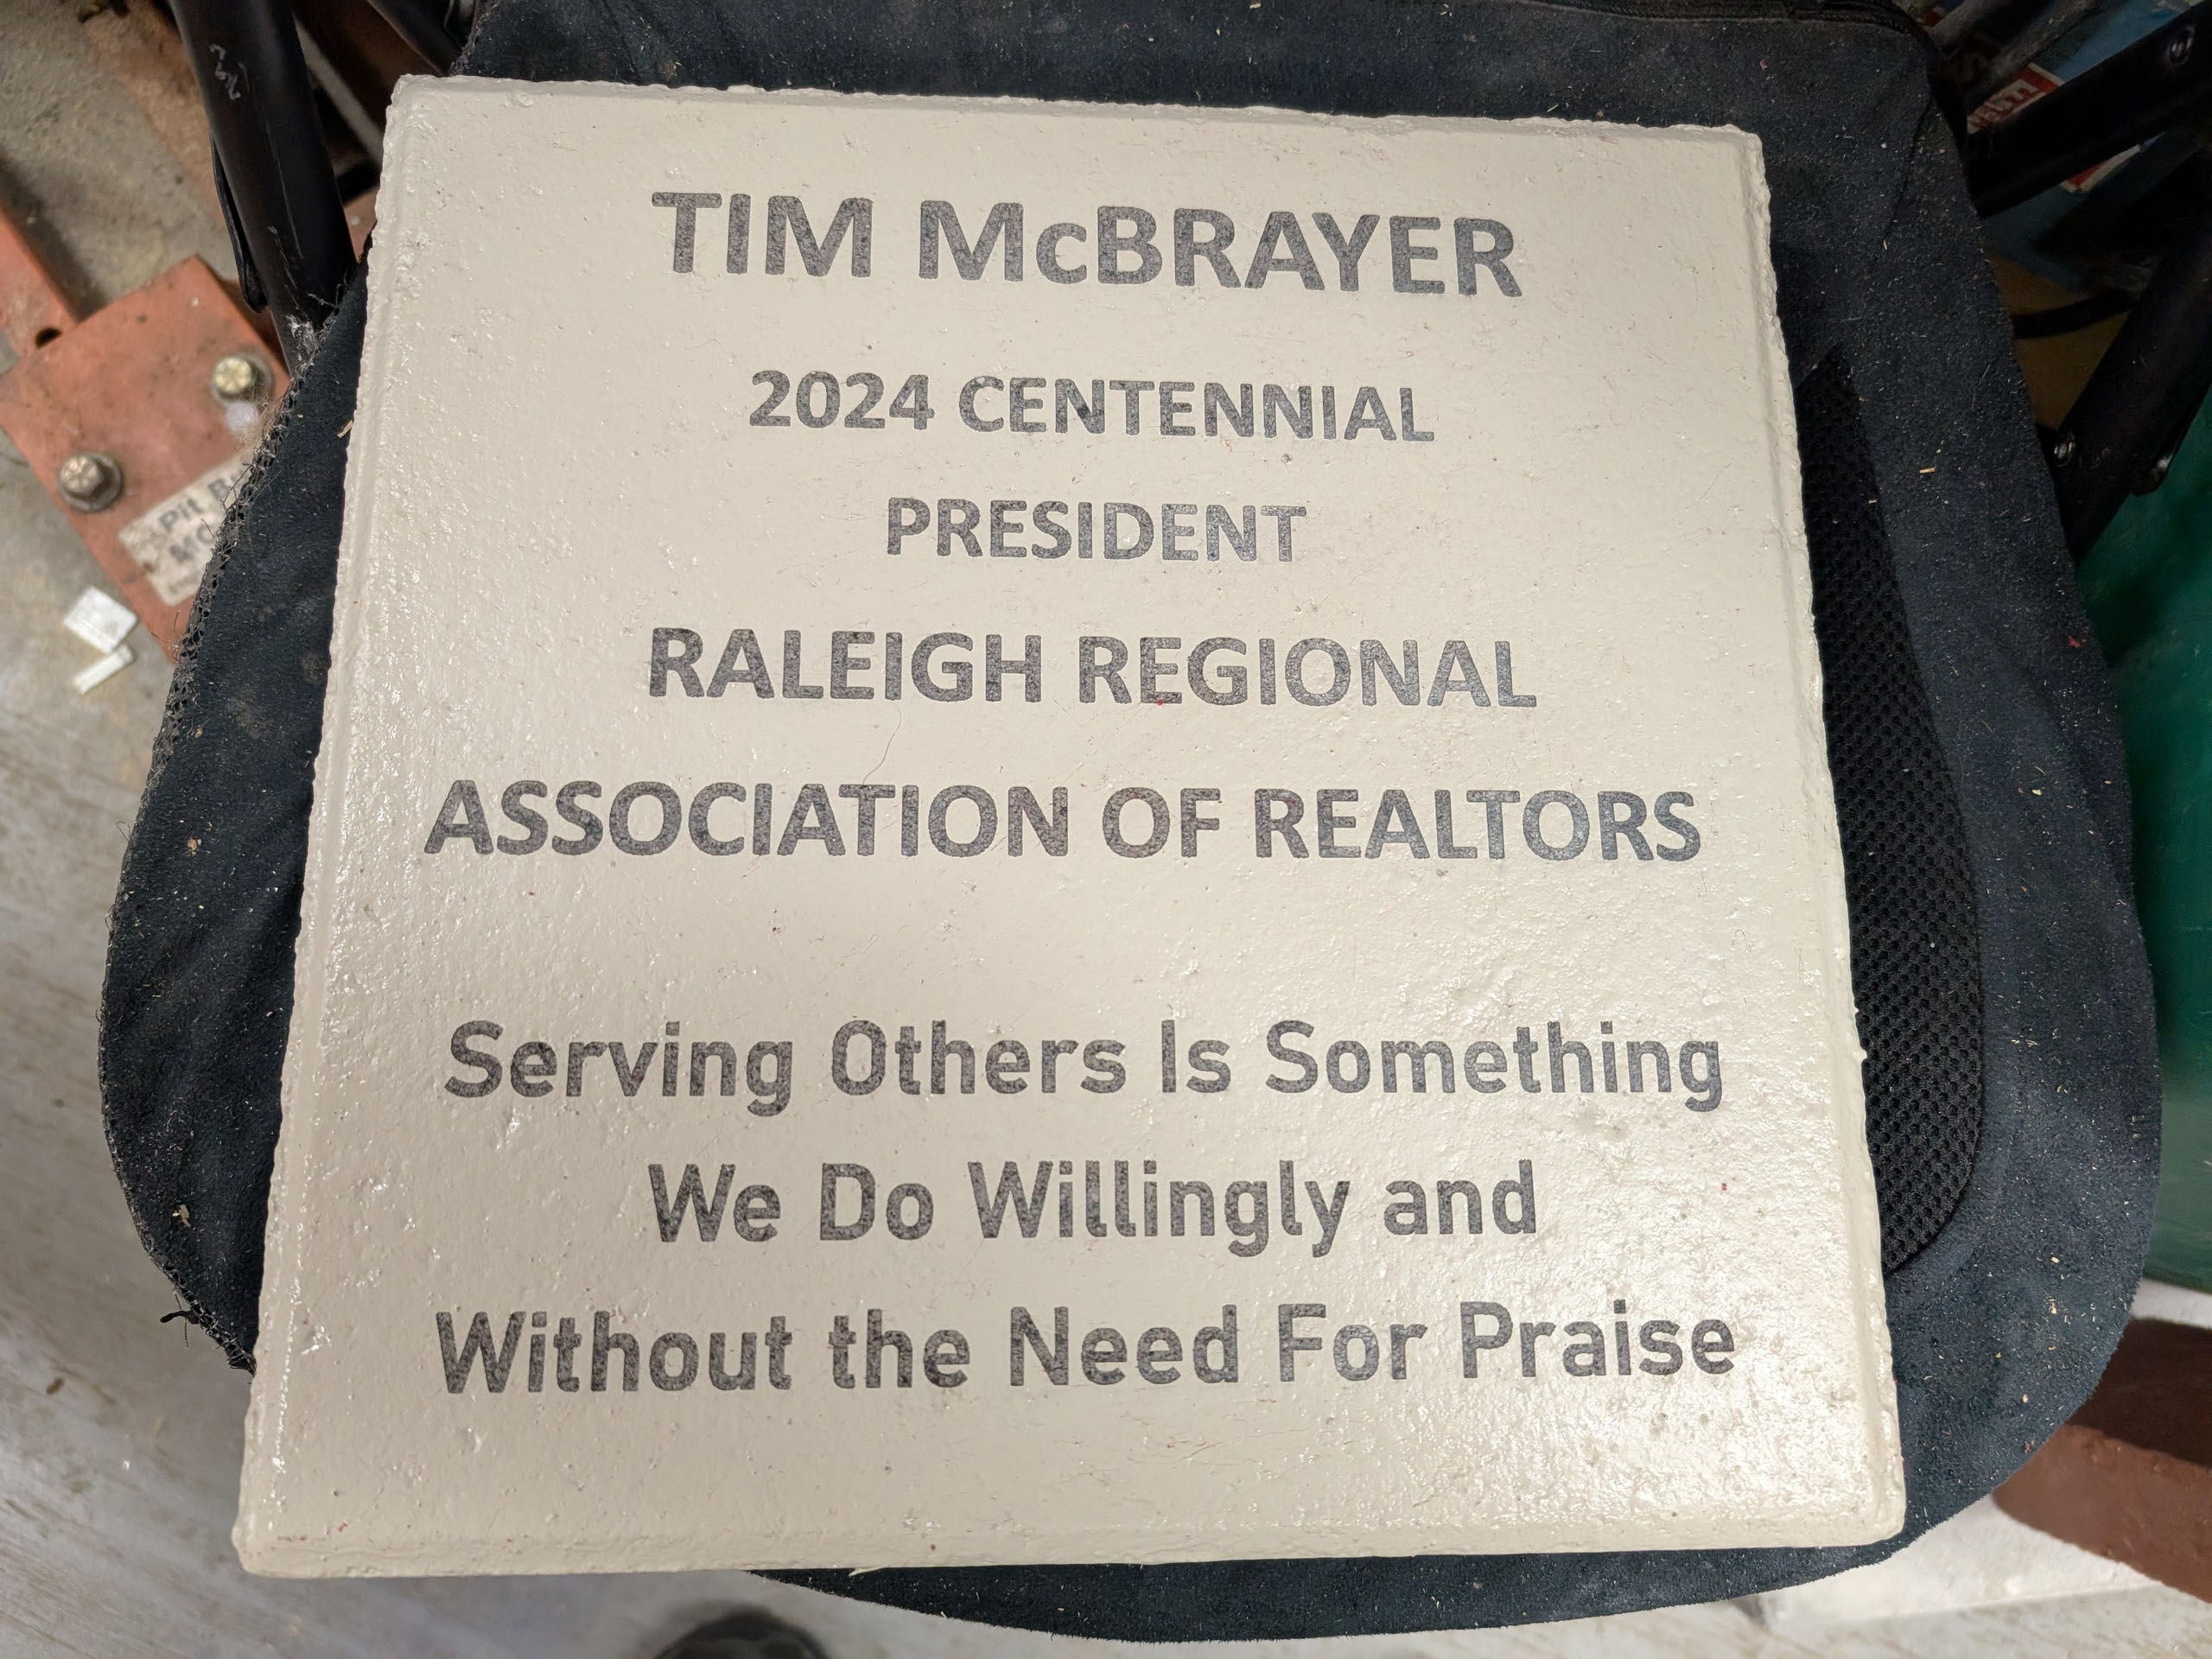 TIM McBRAYER
2024 CENTENNIAL
PRESIDENT
RALEIGH REGIONAL
ASSOCIATION OF REALTORS
Serving Others Is Something
We Do Willingly and
Without the Need For Praise
Pit